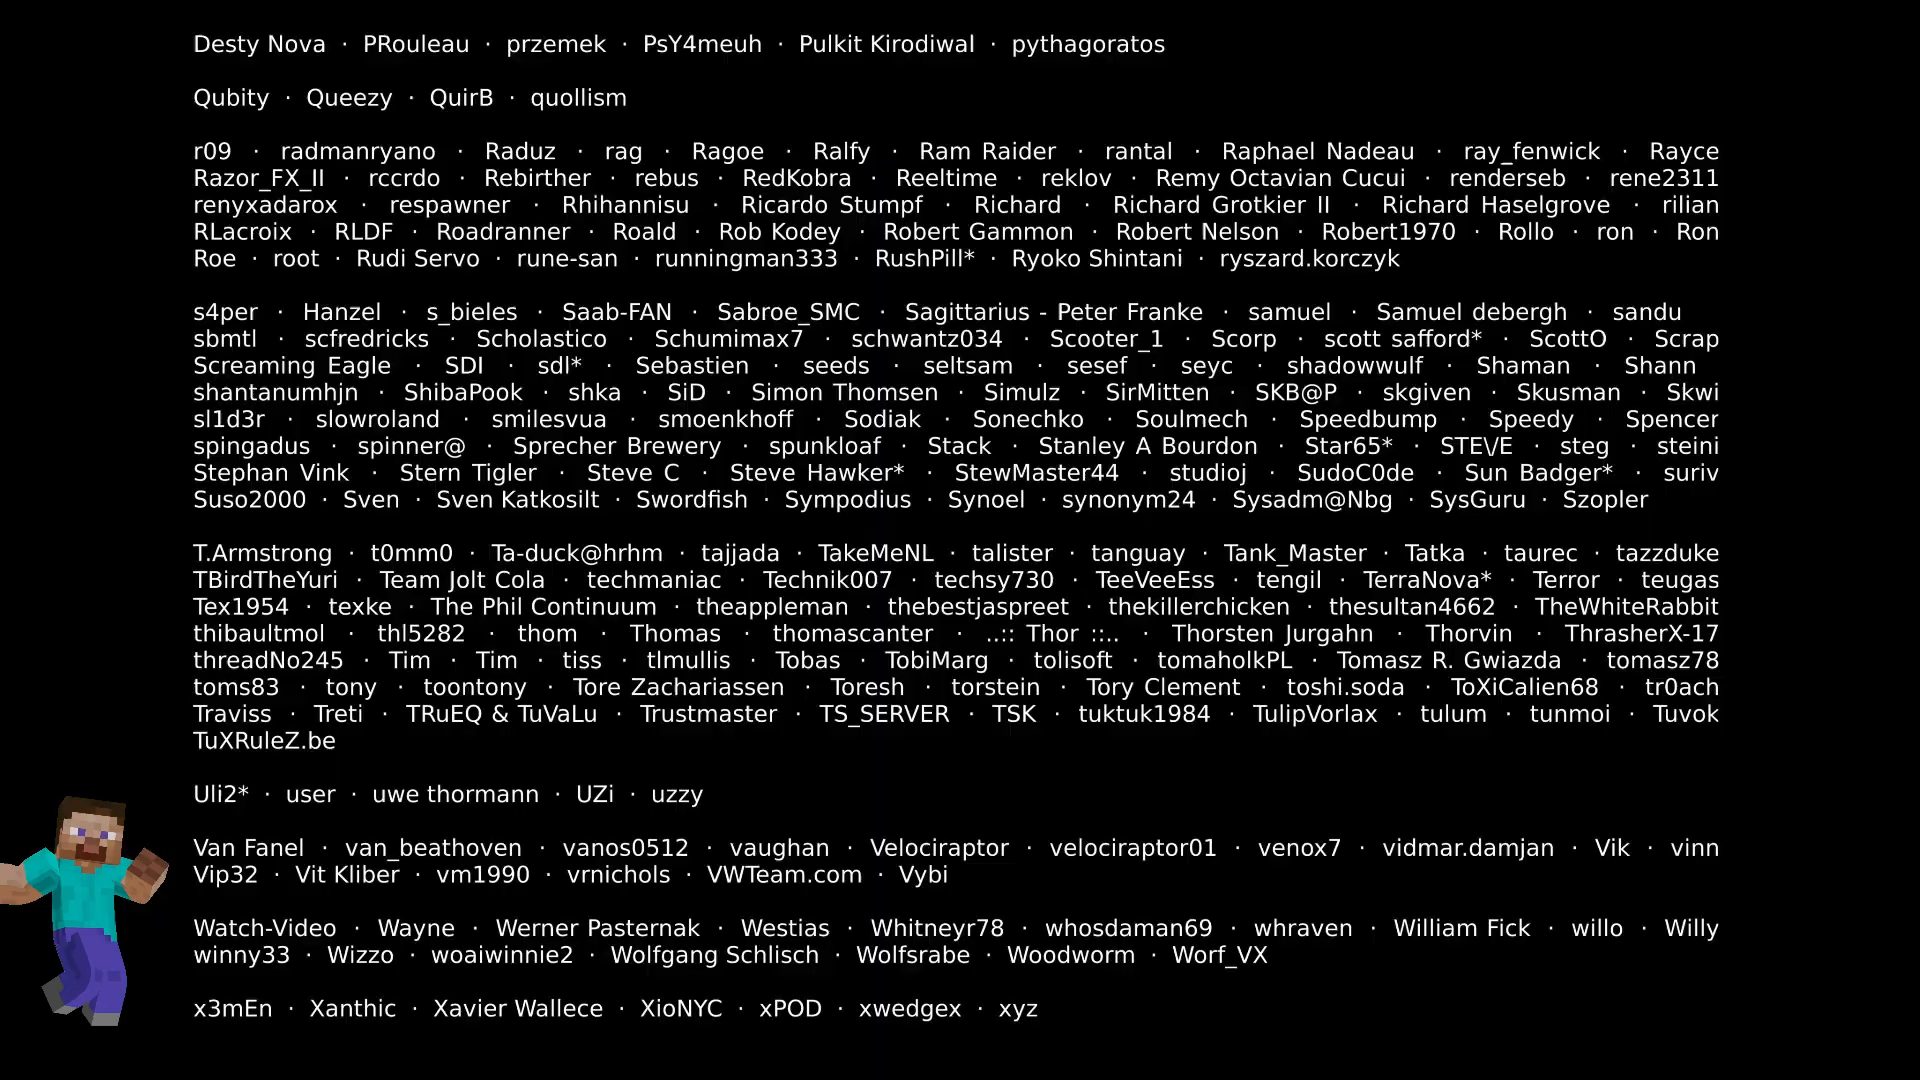 Desty Nova · PRouleau · przemek · PsY4meuh · Pulkit Kirodiwal · pythagoratos
Qubity · Queezy · QuirB · quollism
r09 · radmanryano · Raduz · rag · Ragoe · Ralfy · Ram Raider · rantal · Raphael Nadeau · ray_fenwick · Rayce
Razor_FX_II · rccrdo · Rebirther · rebus · RedKobra · Reeltime · reklov · Remy Octavian Cucui · renderseb · rene2311
renyxadarox · respawner · Rhihannisu · Ricardo Stumpf · Richard · Richard Grotkier II · Richard Haselgrove · rilian
RLacroix · RLDF · Roadranner · Roald · Rob Kodey · Robert Gammon · Robert Nelson · Robert1970 · Rollo · ron · Ron
Roe · root · Rudi Servo · rune-san · runningman333 · RushPill* · Ryoko Shintani · ryszard.korczyk
s4per · Hanzel · s_bieles · Saab-FAN · Sabroe_SMC · Sagittarius - Peter Franke · samuel · Samuel debergh · sandu
sbmtl · scfredricks · Scholastico · Schumimax7 · schwantz034 · Scooter_1 · Scorp · scott safford* · ScottO · Scrap
Screaming Eagle · SDI · sdl* · Sebastien · seeds · seltsam · sesef · seyc · shadowwulf · Shaman · Shann
shantanumhjn · ShibaPook · shka · SiD · Simon Thomsen · Simulz · SirMitten · SKB@P · skgiven · Skusman · Skwi
sl1d3r · slowroland · smilesvua · smoenkhoff · Sodiak · Sonechko · Soulmech · Speedbump · Speedy · Spencer
spingadus · spinner@ · Sprecher Brewery · spunkloaf · Stack · Stanley A Bourdon · Star65* · STE\/E · steg · steini
Stephan Vink · Stern Tigler · Steve C · Steve Hawker* · StewMaster44 · studioj · SudoC0de · Sun Badger* · suriv
Suso2000 · Sven · Sven Katkosilt · Swordfish · Sympodius · Synoel · synonym24 · Sysadm@Nbg · SysGuru · Szopler
T.Armstrong · t0mm0 · Ta-duck@hrhm · tajjada · TakeMeNL · talister · tanguay · Tank_Master · Tatka · taurec · tazzduke
TBirdTheYuri · Team Jolt Cola · techmaniac · Technik007 · techsy730 · TeeVeeEss · tengil · TerraNova* · Terror · teugas
Tex1954 · texke · The Phil Continuum · theappleman · thebestjaspreet · thekillerchicken · thesultan4662 · TheWhiteRabbit
thibaultmol · thl5282 · thom · Thomas · thomascanter · ..:: Thor ::.. · Thorsten Jurgahn · Thorvin · ThrasherX-17
threadNo245 · Tim · Tim · tiss · tlmullis · Tobas · TobiMarg · tolisoft · tomaholkPL · Tomasz R. Gwiazda · tomasz78
toms83 · tony · toontony · Tore Zachariassen · Toresh · torstein · Tory Clement · toshi.soda · ToXiCalien68 · tr0ach
Traviss · Treti · TRuEQ & TuVaLu · Trustmaster · TS_SERVER · TSK · tuktuk1984 · TulipVorlax · tulum · tunmoi · Tuvok
TuXRuleZ.be
Uli2* · user · uwe thormann · UZi · uzzy
Van Fanel · van_beathoven · vanos0512 · vaughan · Velociraptor · velociraptor01 · venox7 · vidmar.damjan · Vik · vinn
Vip32 · Vit Kliber · vm1990 · vrnichols · VWTeam.com · Vybi
Watch-Video · Wayne · Werner Pasternak · Westias · Whitneyr78 · whosdaman69 · whraven · William Fick · willo · Willy
winny33 · Wizzo · woaiwinnie2 · Wolfgang Schlisch · Wolfsrabe · Woodworm · Worf_VX
x3mEn · Xanthic · Xavier Wallece · XioNYC · xPOD · xwedgex · xyz